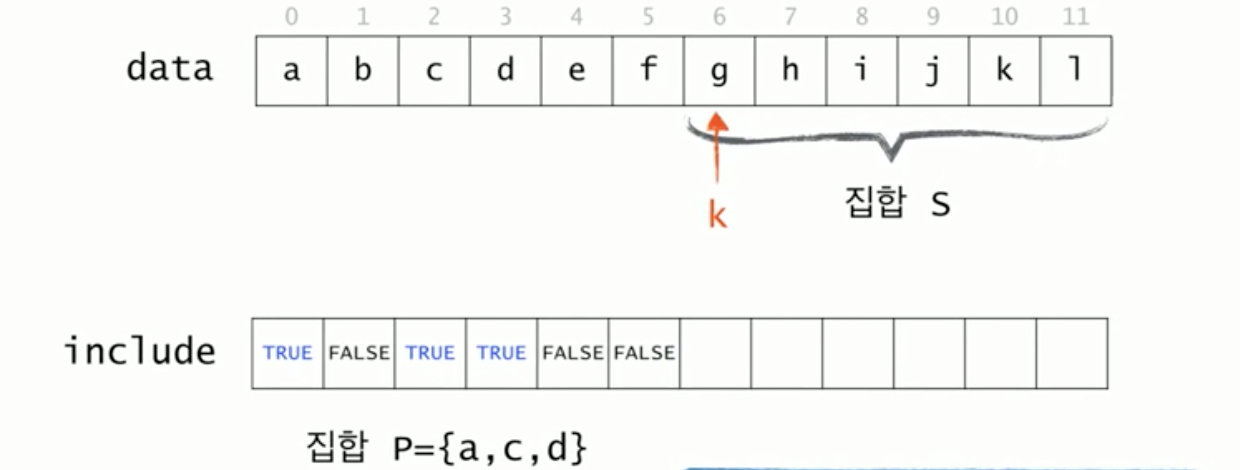 0 1 2 3 4 5 6 7 8 9 10 11
data a b c d e f g h i j k l
k
집합 S
include TRUE FALSE TRUE TRUE FALSE FALSE
집합 P={a,c,d}